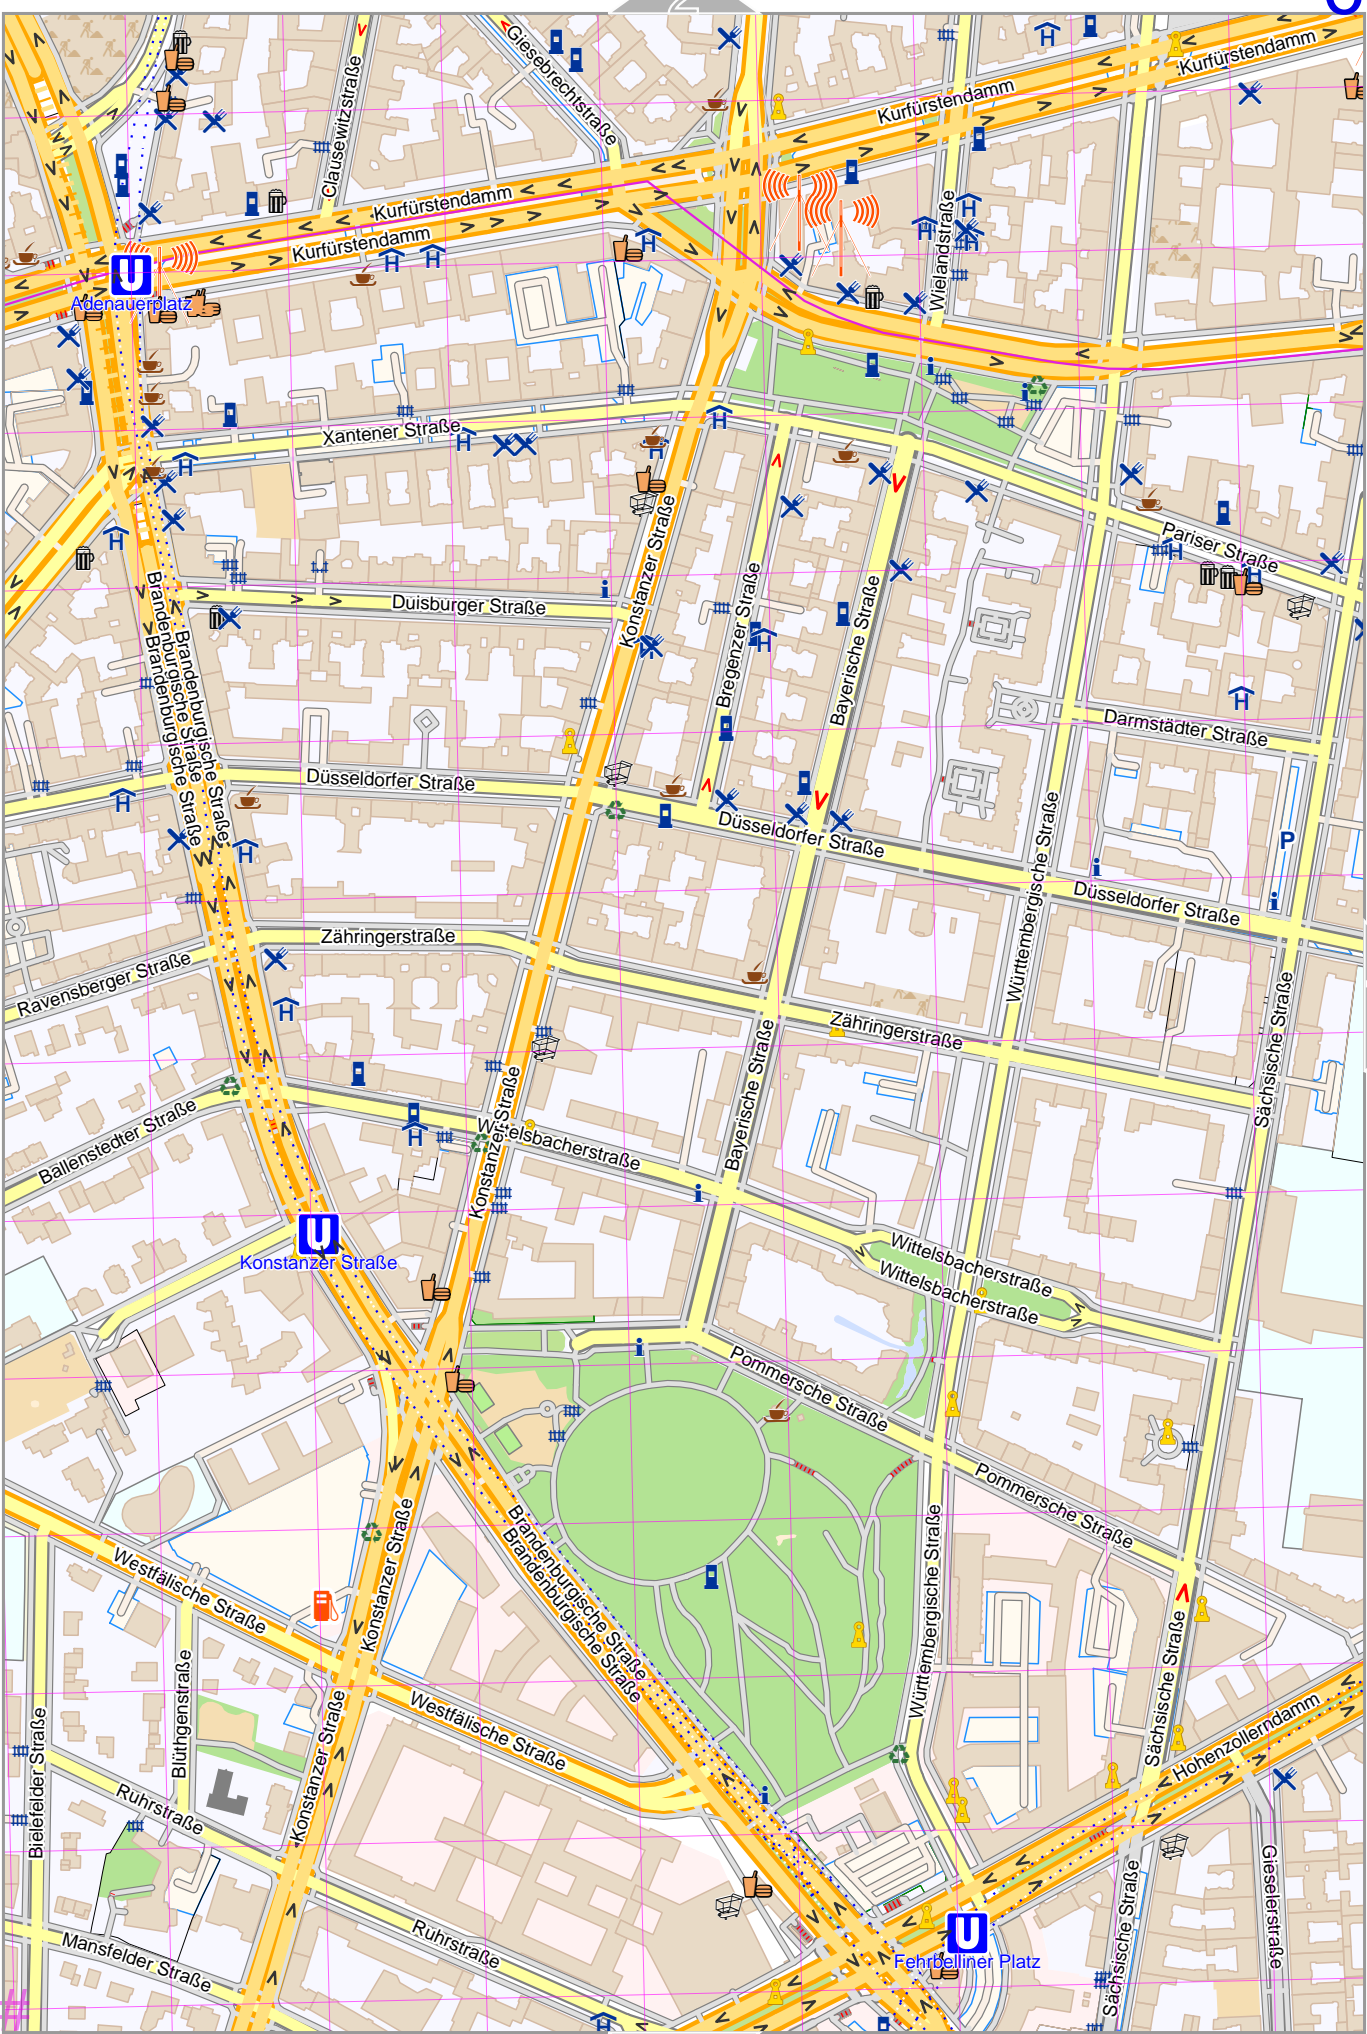 2
Giesebrechtstraße
Kurfürstendamm
Clausewitzstraße
Kurfürstendamm
Kurfürstendamm
Kurfürstendamm
Wielandstraße
U
Adenauerplatz
Xantener Straße
Pariser Straße
Konstanzer Straße
Bregenzer Straße
Bayerische Straße
Duisburger Straße
Brandenburgische Straße
Brandenburgische Straße
Brandenburgische Straße
Darmstädter Straße
Düsseldorfer Straße
Düsseldorfer Straße
P
Düsseldorfer Straße
Württembergische Straße
Zähringerstraße
Ravensberger Straße
Zähringerstraße
Sächsische Straße
Bayerische Straße
Konstanzer Straße
Wittelsbacherstraße
Ballenstedter Straße
U
Konstanzer Straße
Wittelsbacherstraße
Wittelsbacherstraße
Pommersche Straße
Pommersche Straße
Brandenburgische Straße
Brandenburgische Straße
Konstanzer Straße
Württembergische Straße
Westfälische Straße
Westfälische Straße
Sächsische Straße
Hohenzollerndamm
Blüthgenstraße
Bielefelder Straße
Konstanzer Straße
Ruhrstraße
Ruhrstraße
Gieselerstraße
Sächsische Straße
Mansfelder Straße
U
Fehrbelliner Platz